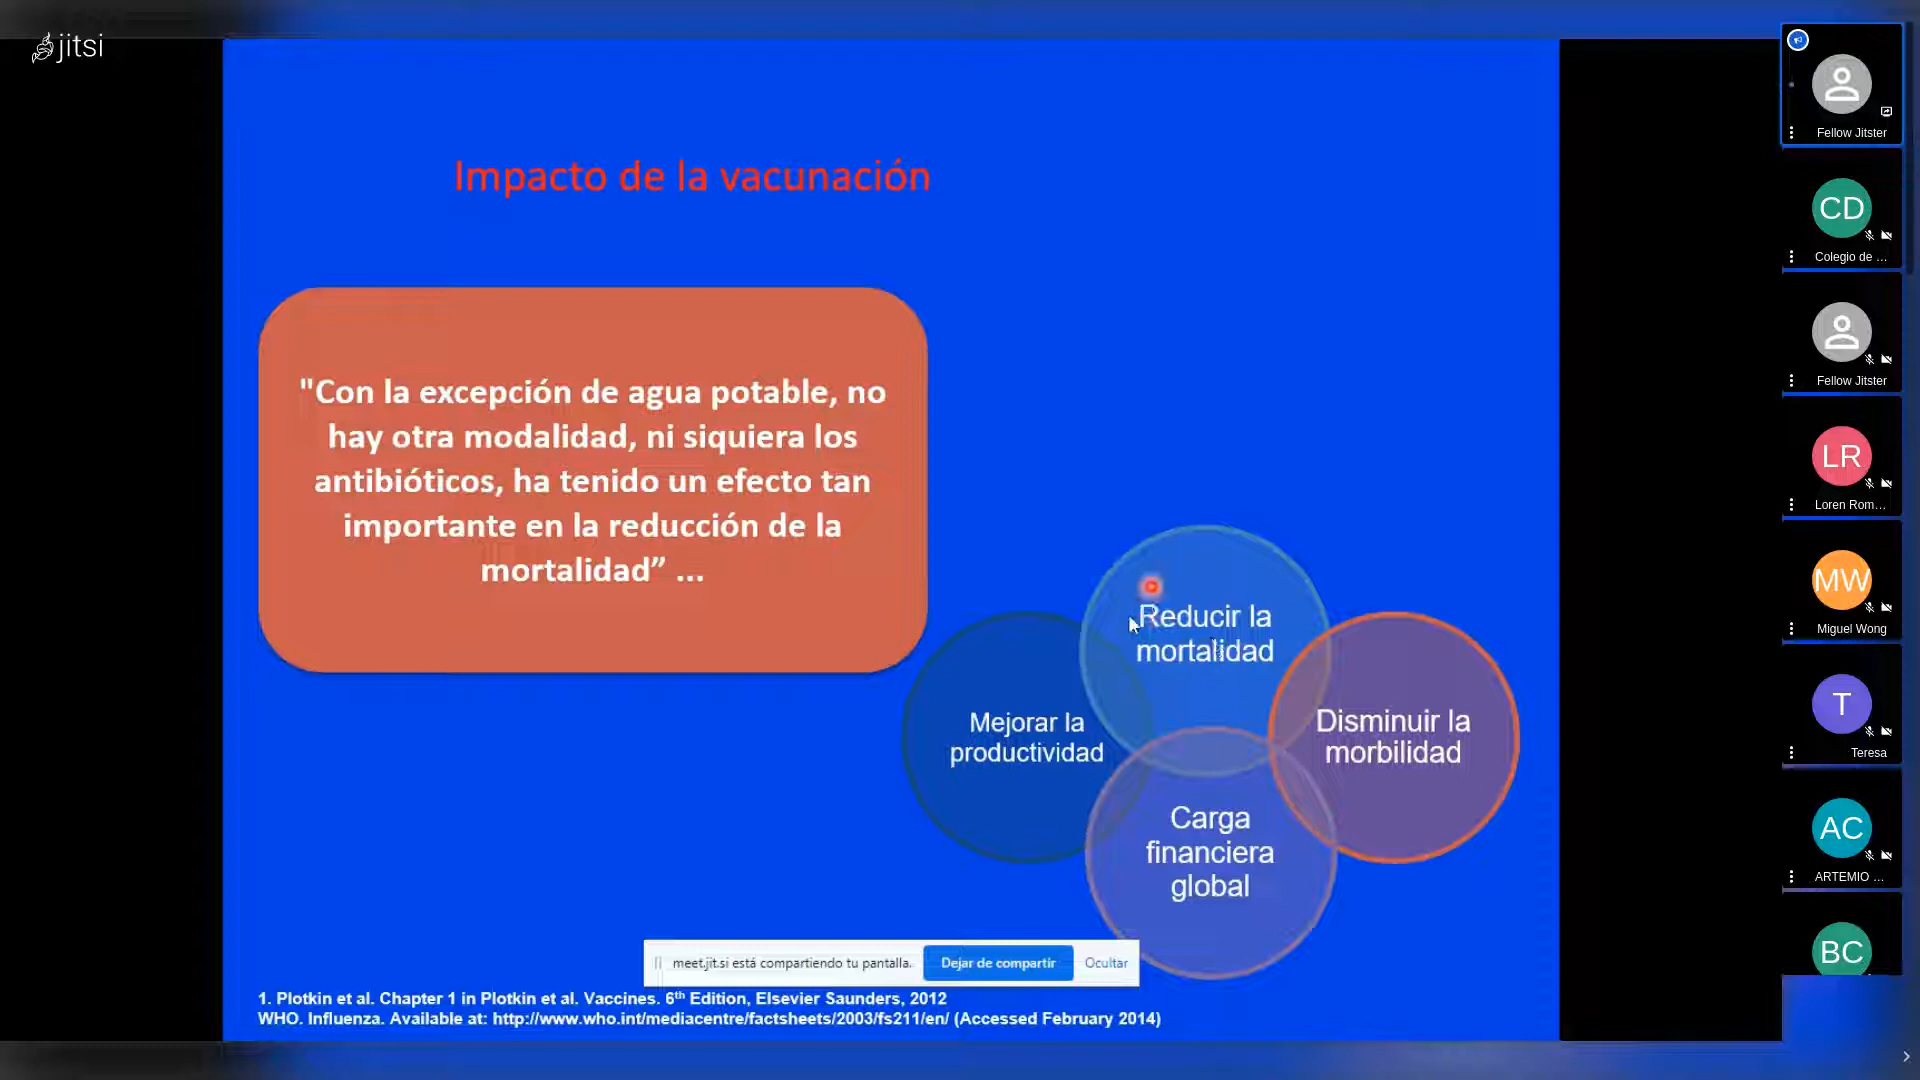 jitsi
Impacto de la vacunación
"Con la excepción de agua potable, no
hay otra modalidad, ni siquiera los
antibióticos, ha tenido un efecto tan
importante en la reducción de la
mortalidad” ...
Reducir la
mortalidad
Mejorar la
productividad
Disminuir la
morbilidad
Carga
financiera
global
meet.jit.si está compartiendo tu pantalla.
Dejar de compartir
Ocultar
1. Plotkin et al. Chapter 1 in Plotkin et al. Vaccines. 6th Edition, Elsevier Saunders, 2012
WHO. Influenza. Available at: http://www.who.int/mediacentre/factsheets/2003/fs211/en/ (Accessed February 2014)
Fellow Jitster
CD
Colegio de ...
Fellow Jitster
LR
Loren Rom...
MW
Miguel Wong
T
Teresa
AC
ARTEMIO ...
BC